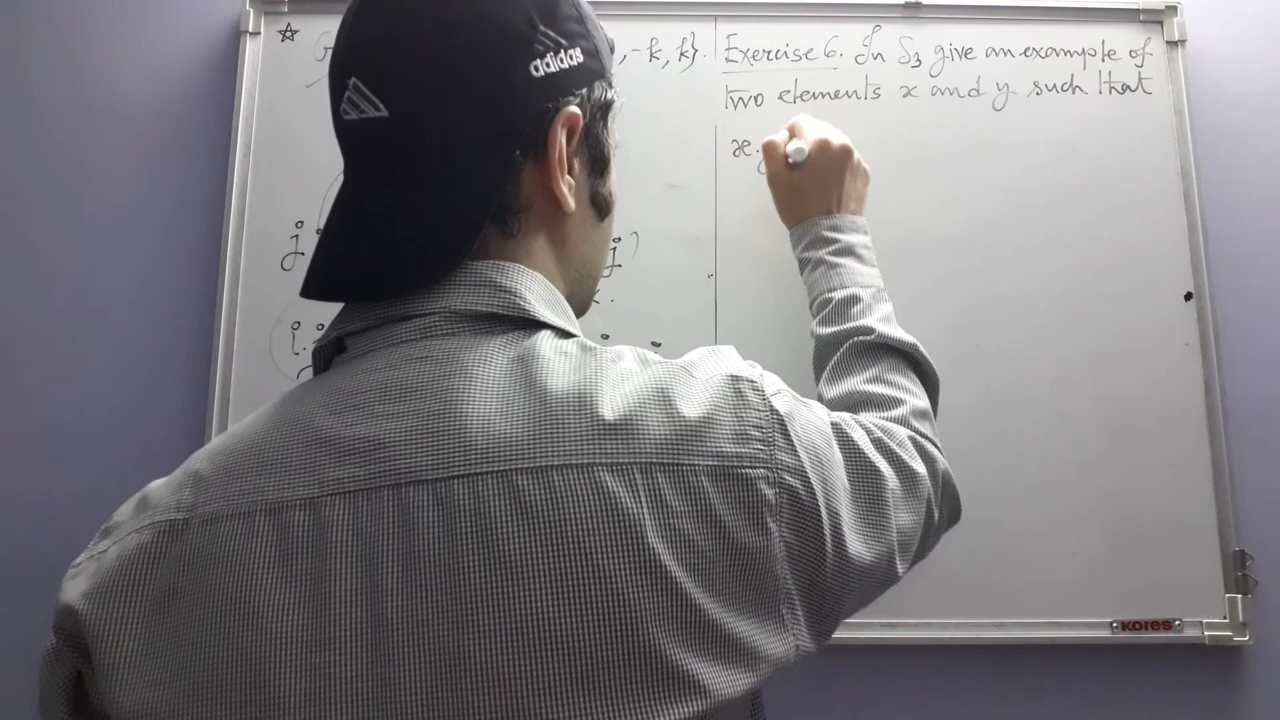 ☆ G , -k, k}.
j
j
i.
adidas
Exercise 6. In S₃ give an example of
two elements x and y such that
x.
KORES